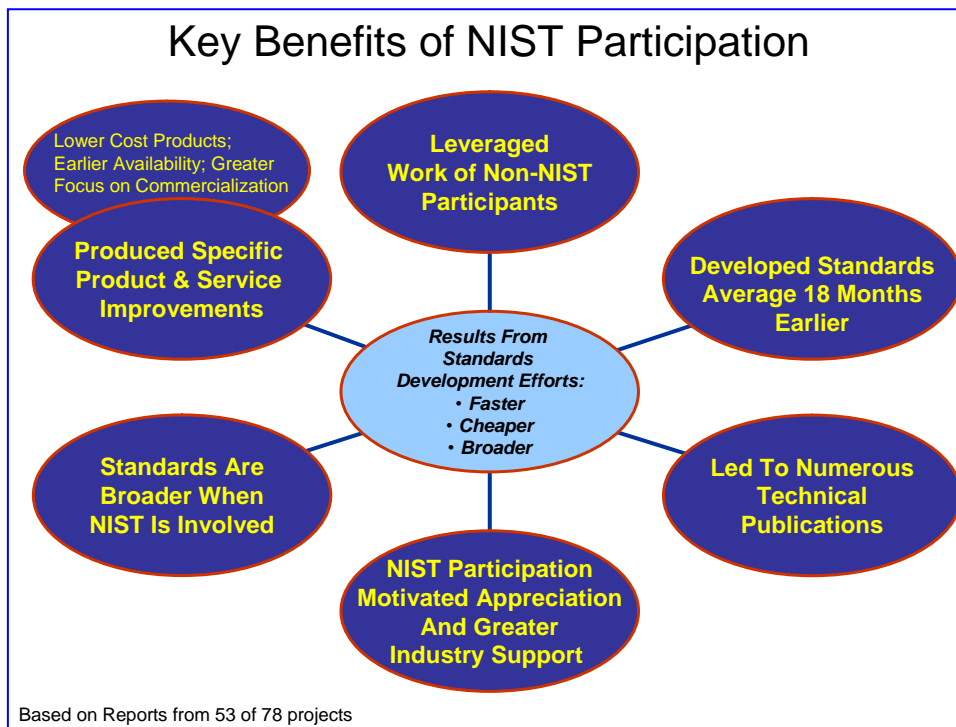 Key Benefits of NIST Participation
Lower Cost Products;
Earlier Availability; Greater
Focus on Commercialization
Produced Specific
Product & Service
Improvements
Leveraged
Work of Non-NIST
Participants
Developed Standards
Average 18 Months
Earlier
Results From
Standards
Development Efforts:
• Faster
• Cheaper
• Broader
Standards Are
Broader When
NIST Is Involved
Led To Numerous
Technical
Publications
NIST Participation
Motivated Appreciation
And Greater
Industry Support
Based on Reports from 53 of 78 projects